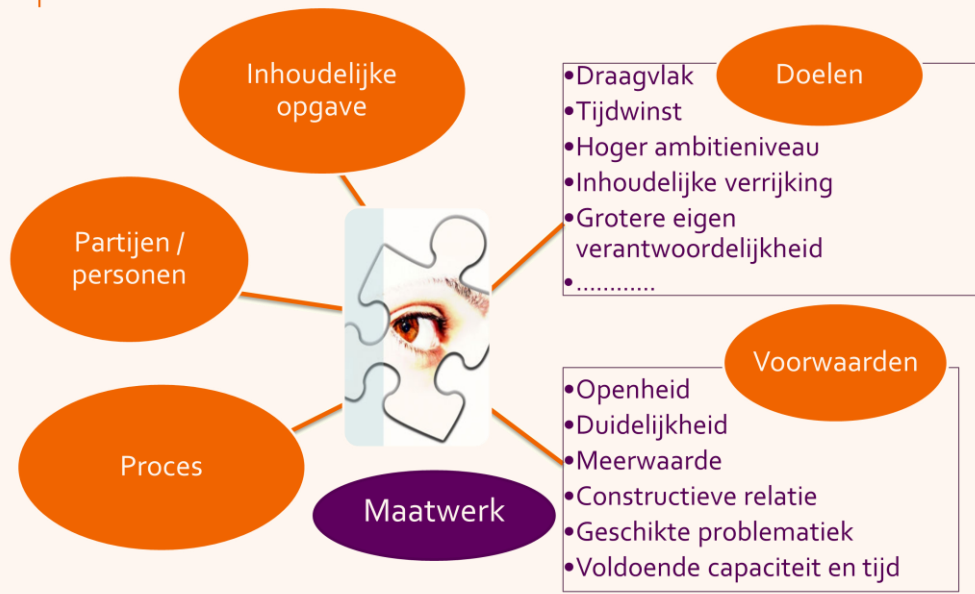 Inhoudelijke
opgave
Partijen /
personen
Proces
Maatwerk
Doelen
•Draagvlak
•Tijdwinst
•Hoger ambitieniveau
•Inhoudelijke verrijking
•Grotere eigen
verantwoordelijkheid
•............
Voorwaarden
•Openheid
•Duidelijkheid
•Meerwaarde
•Constructieve relatie
•Geschikte problematiek
•Voldoende capaciteit en tijd